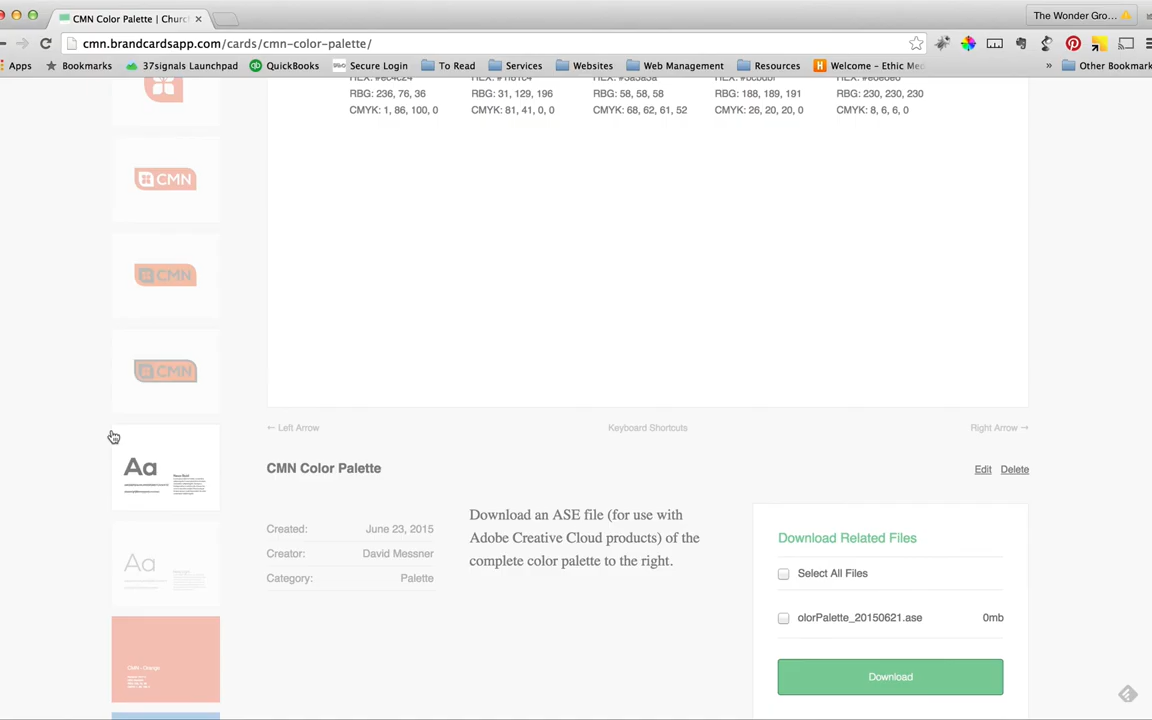 CMN Color Palette | Churc
The Wonder Gro...
cmn.brandcardsapp.com/cards/cmn-color-palette/
Apps Bookmarks 37signals Launchpad QuickBooks Secure Login To Read Services Websites Web Management Resources Welcome - Ethic Med » Other Bookmark
RBG: 236, 76, 36 RBG: 31, 129, 196 RBG: 58, 58, 58 RBG: 188, 189, 191 RBG: 230, 230, 230
CMYK: 1, 86, 100, 0 CMYK: 81, 41, 0, 0 CMYK: 68, 62, 61, 52 CMYK: 26, 20, 20, 0 CMYK: 8, 6, 6, 0
CMN
CMN
CMN
← Left Arrow Keyboard Shortcuts Right Arrow →
Aa
CMN Color Palette Edit Delete
Download an ASE file (for use with
Adobe Creative Cloud products) of the
complete color palette to the right.
Created: June 23, 2015
Creator: David Messner
Category: Palette
Download Related Files
Select All Files
olorPalette_20150621.ase 0mb
Download
Aa
CMN - Orange